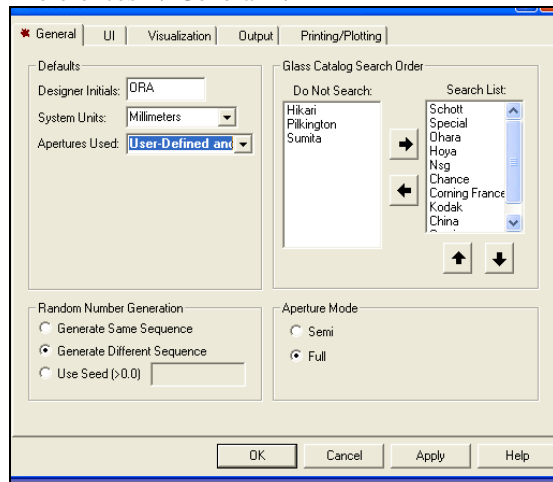 General UI Visualization Output Printing/Plotting
Defaults
Designer Initials: ORA
System Units: Millimeters
Apertures Used: User-Defined and
Glass Catalog Search Order
Do Not Search:
Hikari
Pilkington
Sumita
Search List:
Schott
Special
Ohara
Hoya
Nsg
Chance
Corning France
Kodak
China
Random Number Generation
Generate Same Sequence
Generate Different Sequence
Use Seed (>0.0)
Aperture Mode
Semi
Full
OK Cancel Apply Help